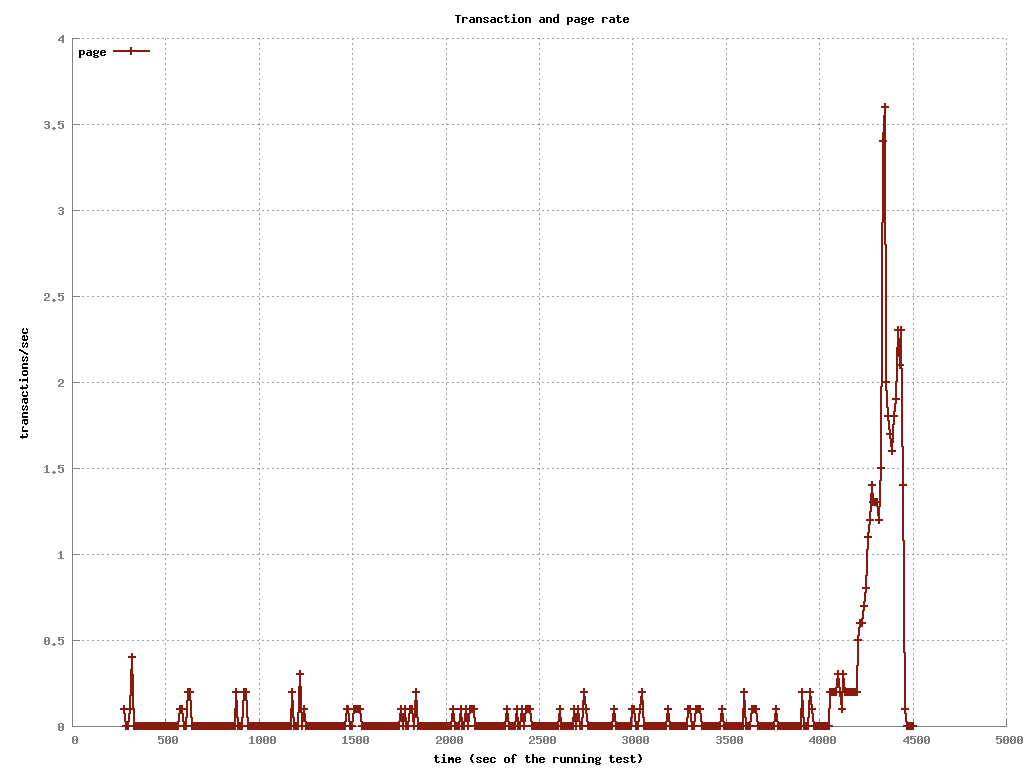 Transaction and page rate
page
4
3.5
3
2.5
2
1.5
1
0.5
0
transactions/sec
0 500 1000 1500 2000 2500 3000 3500 4000 4500 5000
time (sec of the running test)